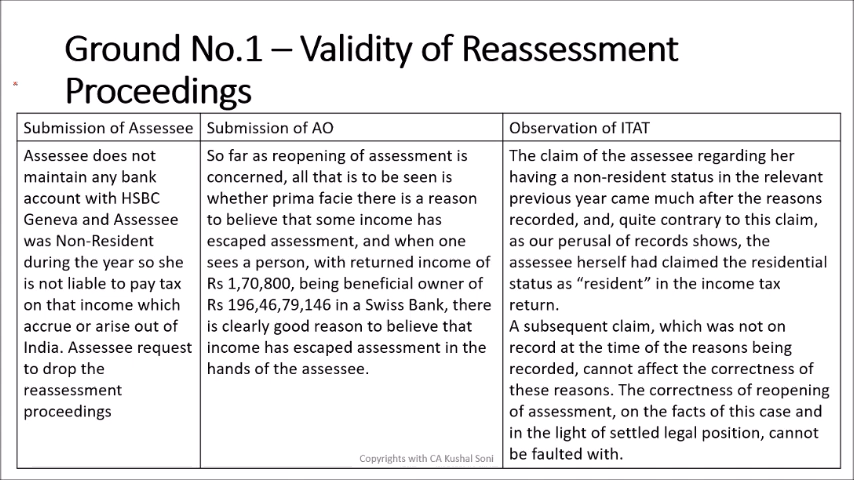 Ground No.1 – Validity of Reassessment
Proceedings
Submission of Assessee
Submission of AO
Observation of ITAT
Assessee does not
maintain any bank
account with HSBC
Geneva and Assessee
was Non-Resident
during the year so she
is not liable to pay tax
on that income which
accrue or arise out of
India. Assessee request
to drop the
reassessment
proceedings
So far as reopening of assessment is
concerned, all that is to be seen is
whether prima facie there is a reason
to believe that some income has
escaped assessment, and when one
sees a person, with returned income of
Rs 1,70,800, being beneficial owner of
Rs 196,46,79,146 in a Swiss Bank, there
is clearly good reason to believe that
income has escaped assessment in the
hands of the assessee.
The claim of the assessee regarding her
having a non-resident status in the relevant
previous year came much after the reasons
recorded, and, quite contrary to this claim,
as our perusal of records shows, the
assessee herself had claimed the residential
status as “resident” in the income tax
return.
A subsequent claim, which was not on
record at the time of the reasons being
recorded, cannot affect the correctness of
these reasons. The correctness of reopening
of assessment, on the facts of this case and
in the light of settled legal position, cannot
be faulted with.
Copyrights with CA Kushal Soni